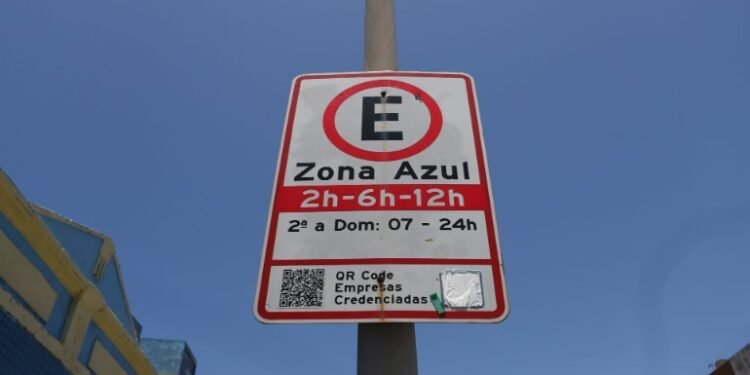 E
Zona Azul
2h-6h-12h
2ª a Dom: 07 - 24h
QR Code
Empresas
Credenciadas